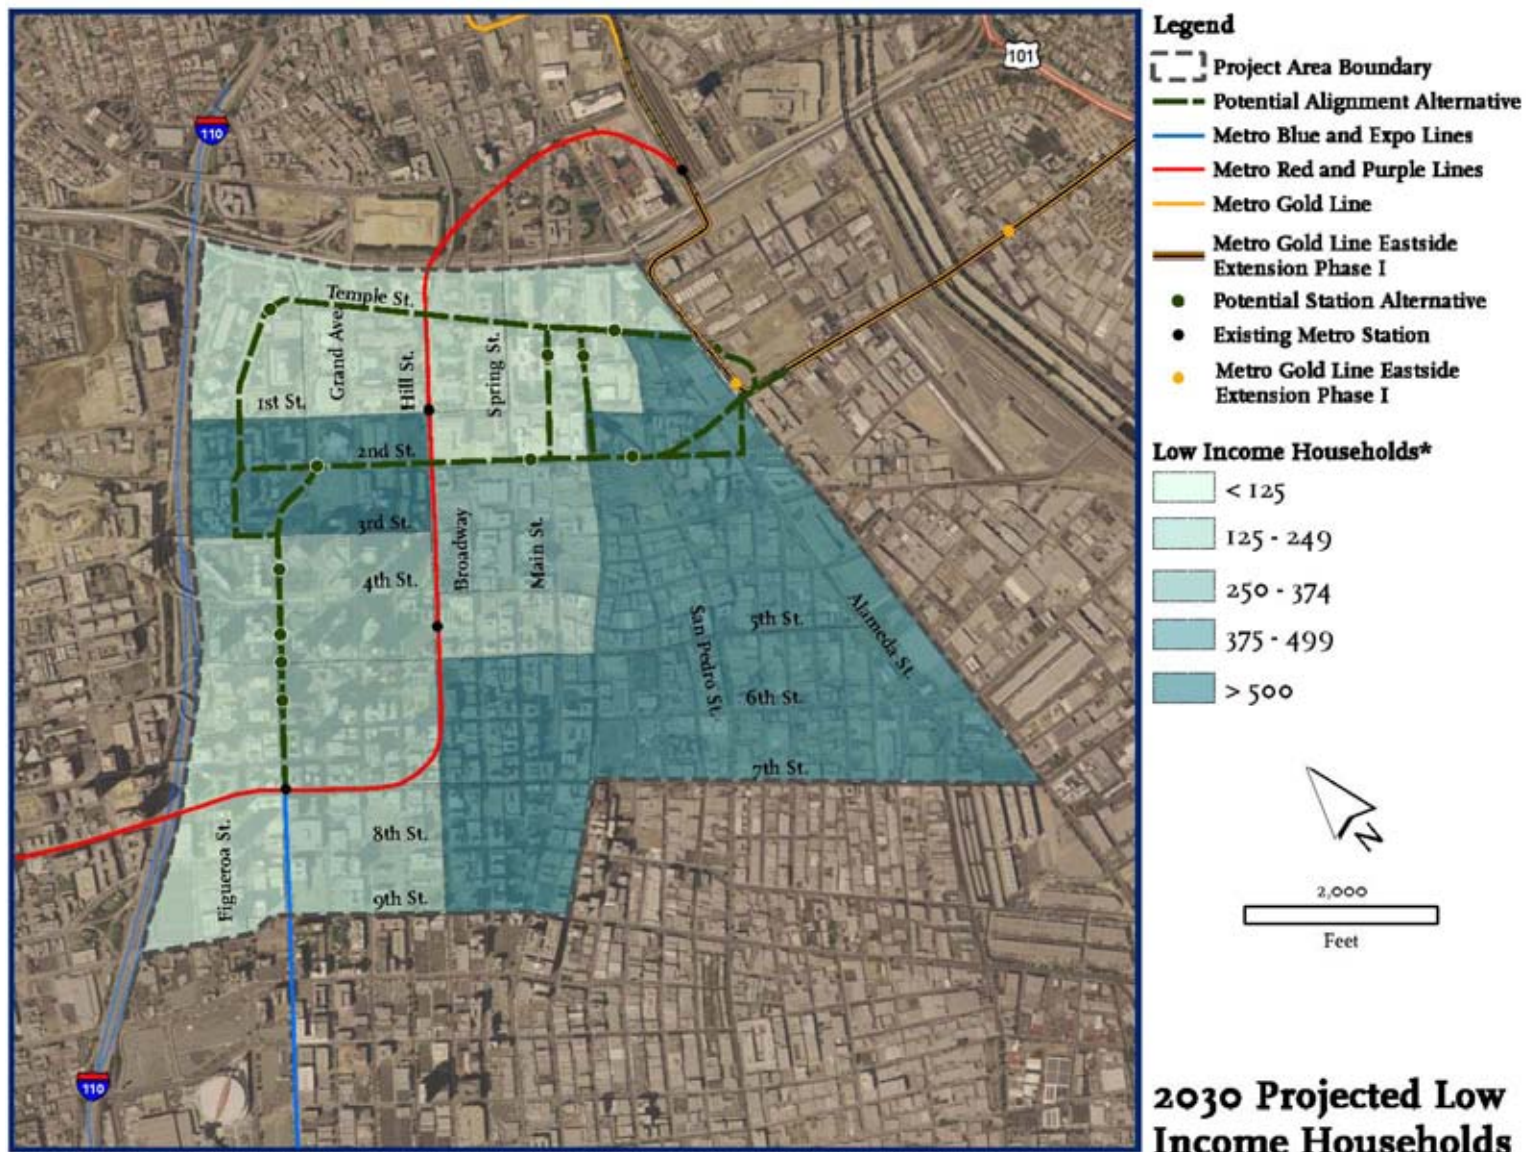 110
101
Temple St.
Grand Ave.
Hill St.
Spring St.
1st St.
2nd St.
3rd St.
Broadway
Main St.
4th St.
San Pedro St.
5th St.
Alameda St.
6th St.
7th St.
Figueroa St.
8th St.
9th St.
110
Legend
Project Area Boundary
Potential Alignment Alternative
Metro Blue and Expo Lines
Metro Red and Purple Lines
Metro Gold Line
Metro Gold Line Eastside
Extension Phase I
Potential Station Alternative
Existing Metro Station
Metro Gold Line Eastside
Extension Phase I
Low Income Households*
< 125
125 - 249
250 - 374
375 - 499
> 500
N
2,000
Feet
2030 Projected Low
Income Households